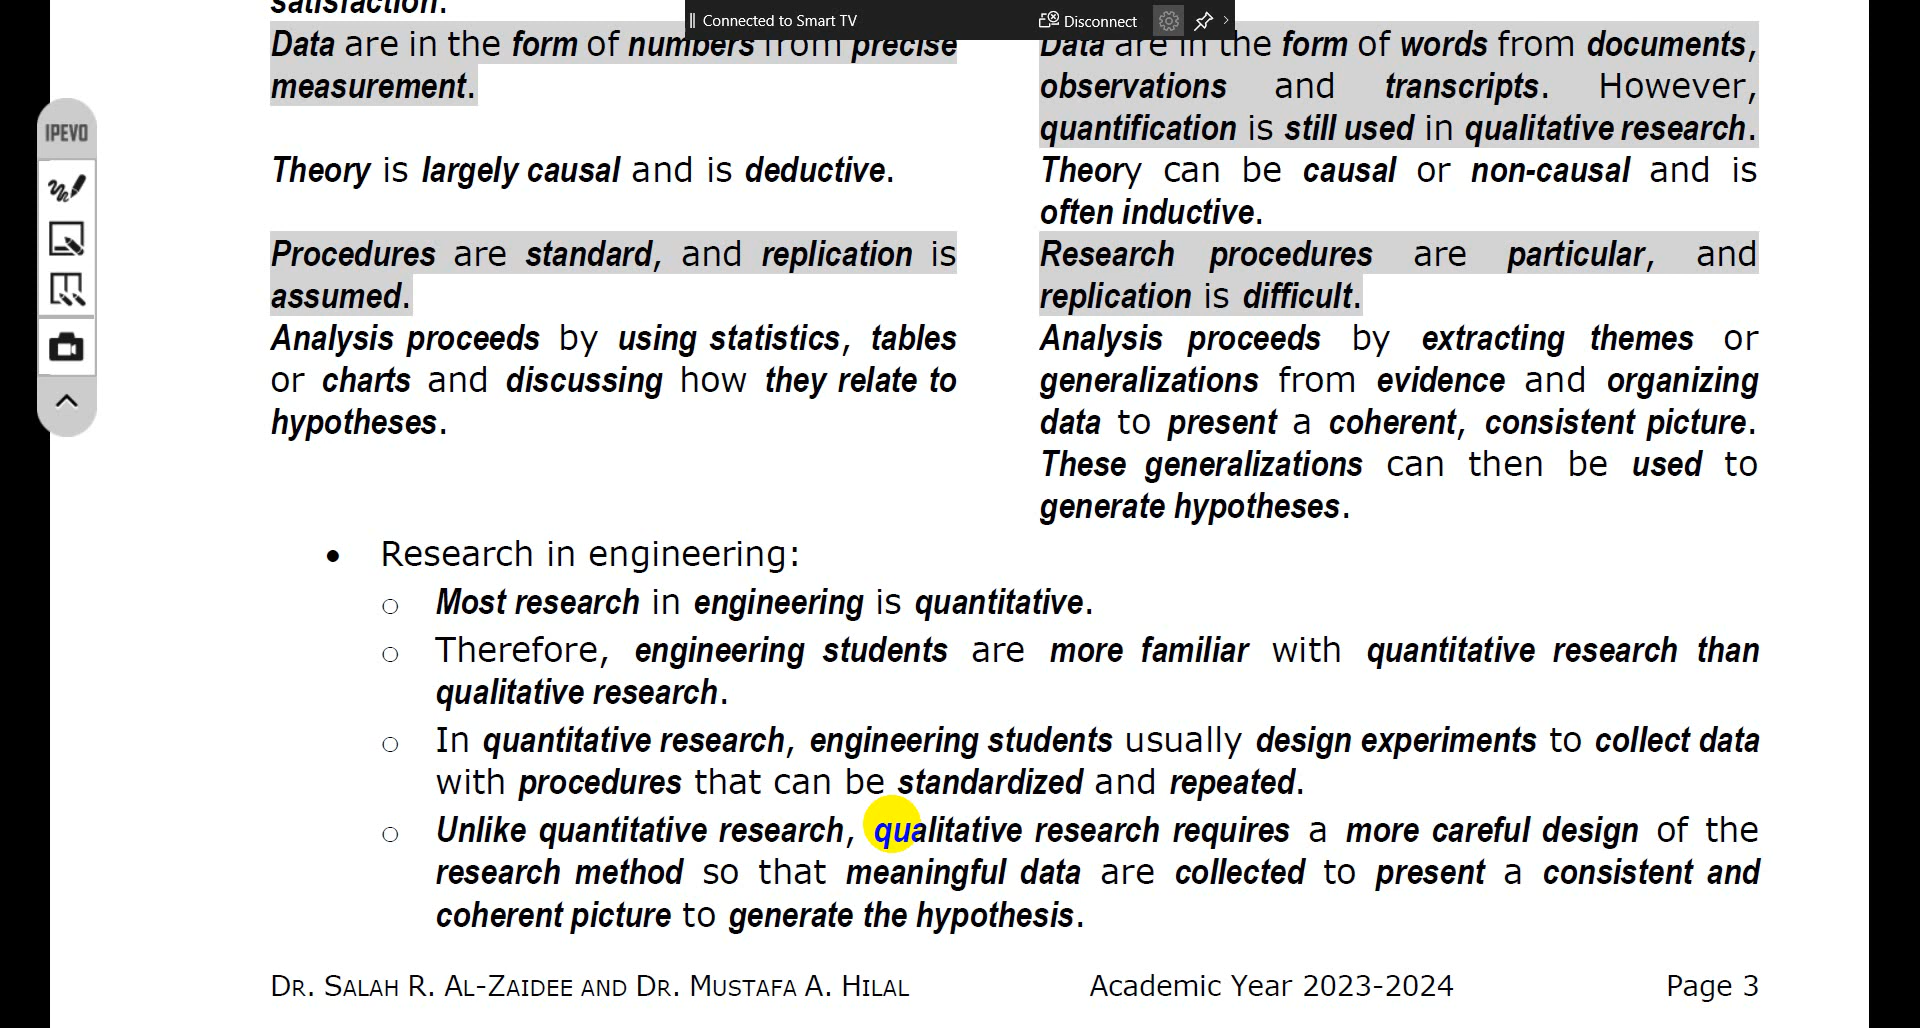 satisfaction.
Connected to Smart TV
Disconnect
Data are in the form of numbers from precise
measurement.
Theory is largely causal and is deductive.
Procedures are standard, and replication is
assumed.
Analysis proceeds by using statistics, tables
or charts and discussing how they relate to
hypotheses.
Data are in the form of words from documents,
observations and transcripts. However,
quantification is still used in qualitative research.
Theory can be causal or non-causal and is
often inductive.
Research procedures are particular, and
replication is difficult.
Analysis proceeds by extracting themes or
generalizations from evidence and organizing
data to present a coherent, consistent picture.
These generalizations can then be used to
generate hypotheses.
IPEVO
• Research in engineering:
○ Most research in engineering is quantitative.
○ Therefore, engineering students are more familiar with quantitative research than
qualitative research.
○ In quantitative research, engineering students usually design experiments to collect data
with procedures that can be standardized and repeated.
○ Unlike quantitative research, qualitative research requires a more careful design of the
research method so that meaningful data are collected to present a consistent and
coherent picture to generate the hypothesis.
DR. SALAH R. AL-ZAIDEE AND DR. MUSTAFA A. HILAL Academic Year 2023-2024 Page 3